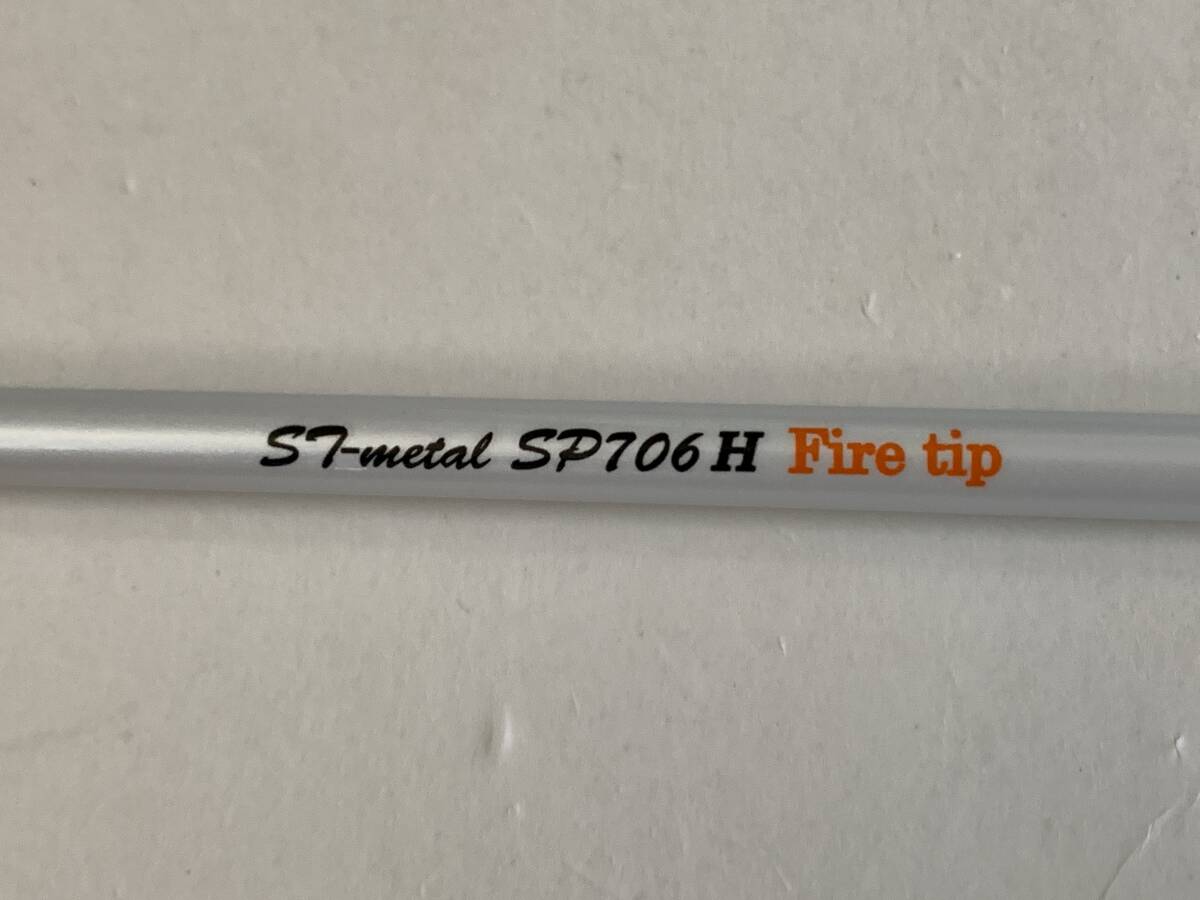 ST-metal SP706 H Fire tip